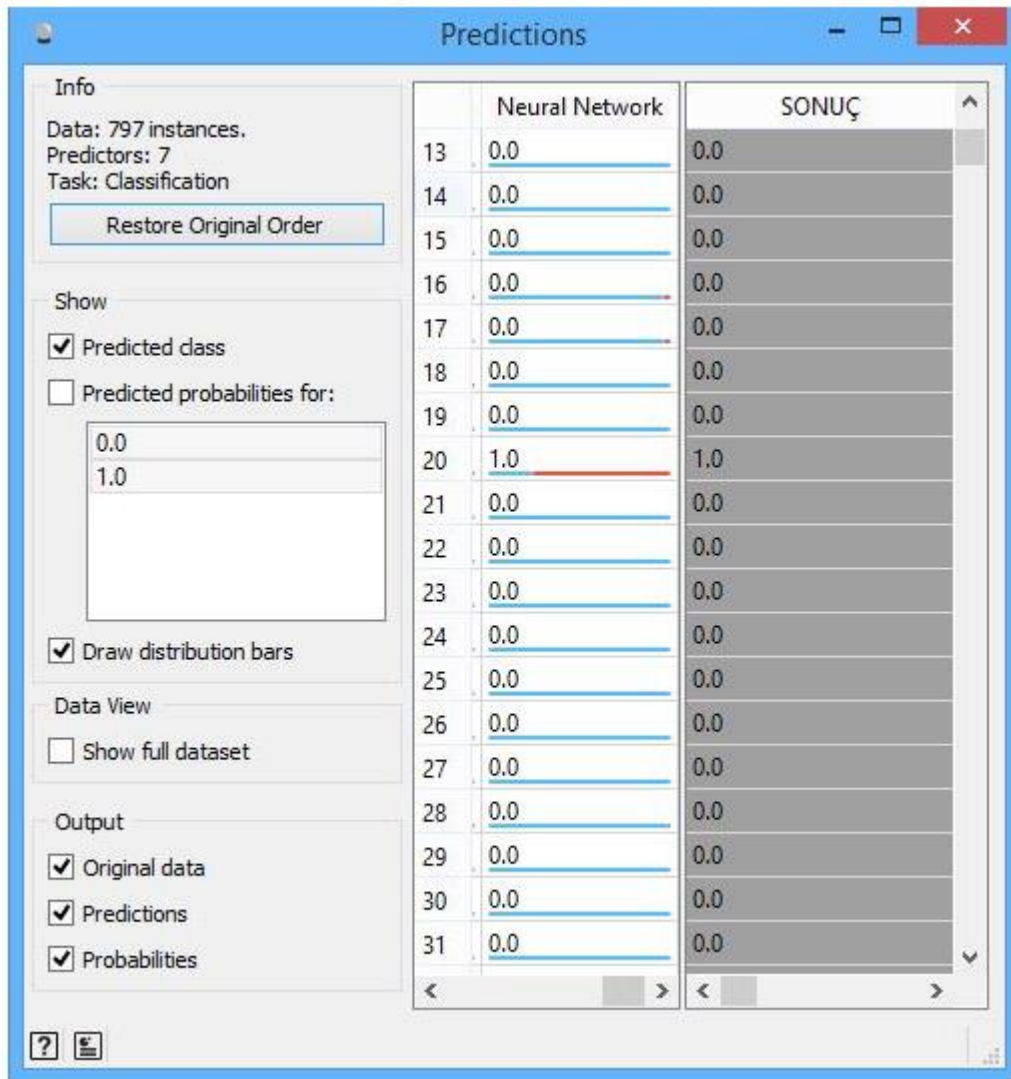 Predictions
Info
Data: 797 instances.
Predictors: 7
Task: Classification
Restore Original Order
Show
Predicted class
Predicted probabilities for:
0.0
1.0
Draw distribution bars
Data View
Show full dataset
Output
Original data
Predictions
Probabilities
Neural Network SONUÇ
13 0.0 0.0
14 0.0 0.0
15 0.0 0.0
16 0.0 0.0
17 0.0 0.0
18 0.0 0.0
19 0.0 0.0
20 1.0 1.0
21 0.0 0.0
22 0.0 0.0
23 0.0 0.0
24 0.0 0.0
25 0.0 0.0
26 0.0 0.0
27 0.0 0.0
28 0.0 0.0
29 0.0 0.0
30 0.0 0.0
31 0.0 0.0
?